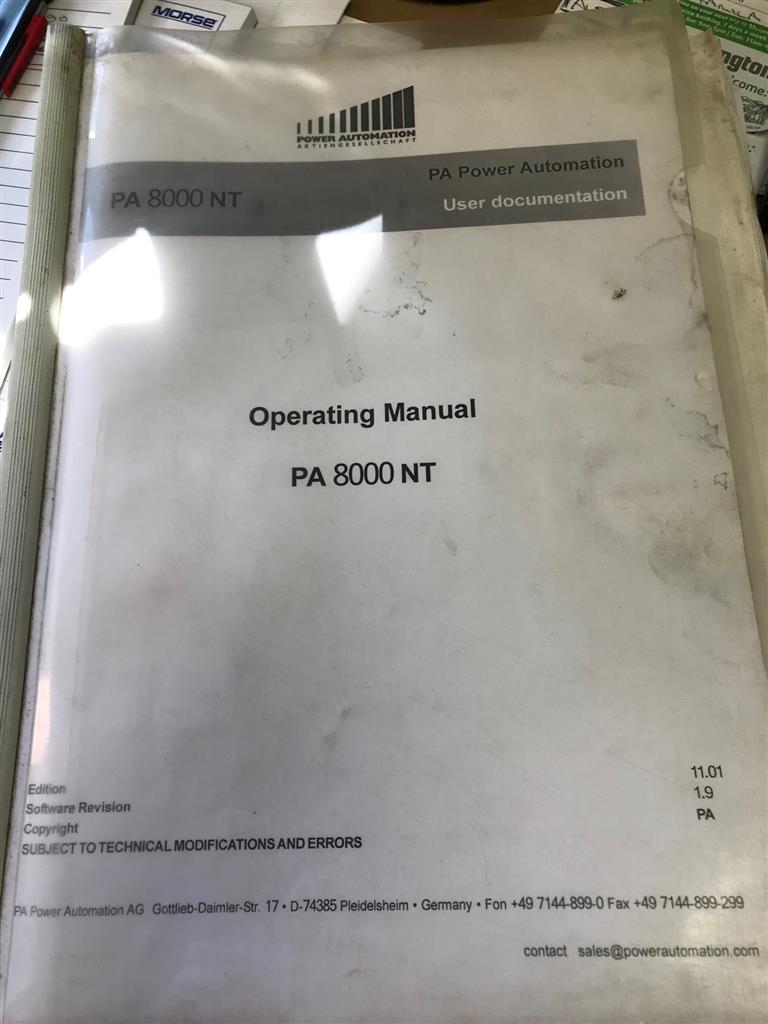 MORSE
POWER AUTOMATION
AKTIENGESELLSCHAFT
PA 8000 NT
PA Power Automation
User documentation
Operating Manual
PA 8000 NT
Edition 11.01
Software Revision 1.9
Copyright PA
SUBJECT TO TECHNICAL MODIFICATIONS AND ERRORS
PA Power Automation AG Gottlieb-Daimler-Str. 17 • D-74385 Pleidelsheim • Germany • Fon +49 7144-899-0 Fax +49 7144-899-299
contact sales@powerautomation.com